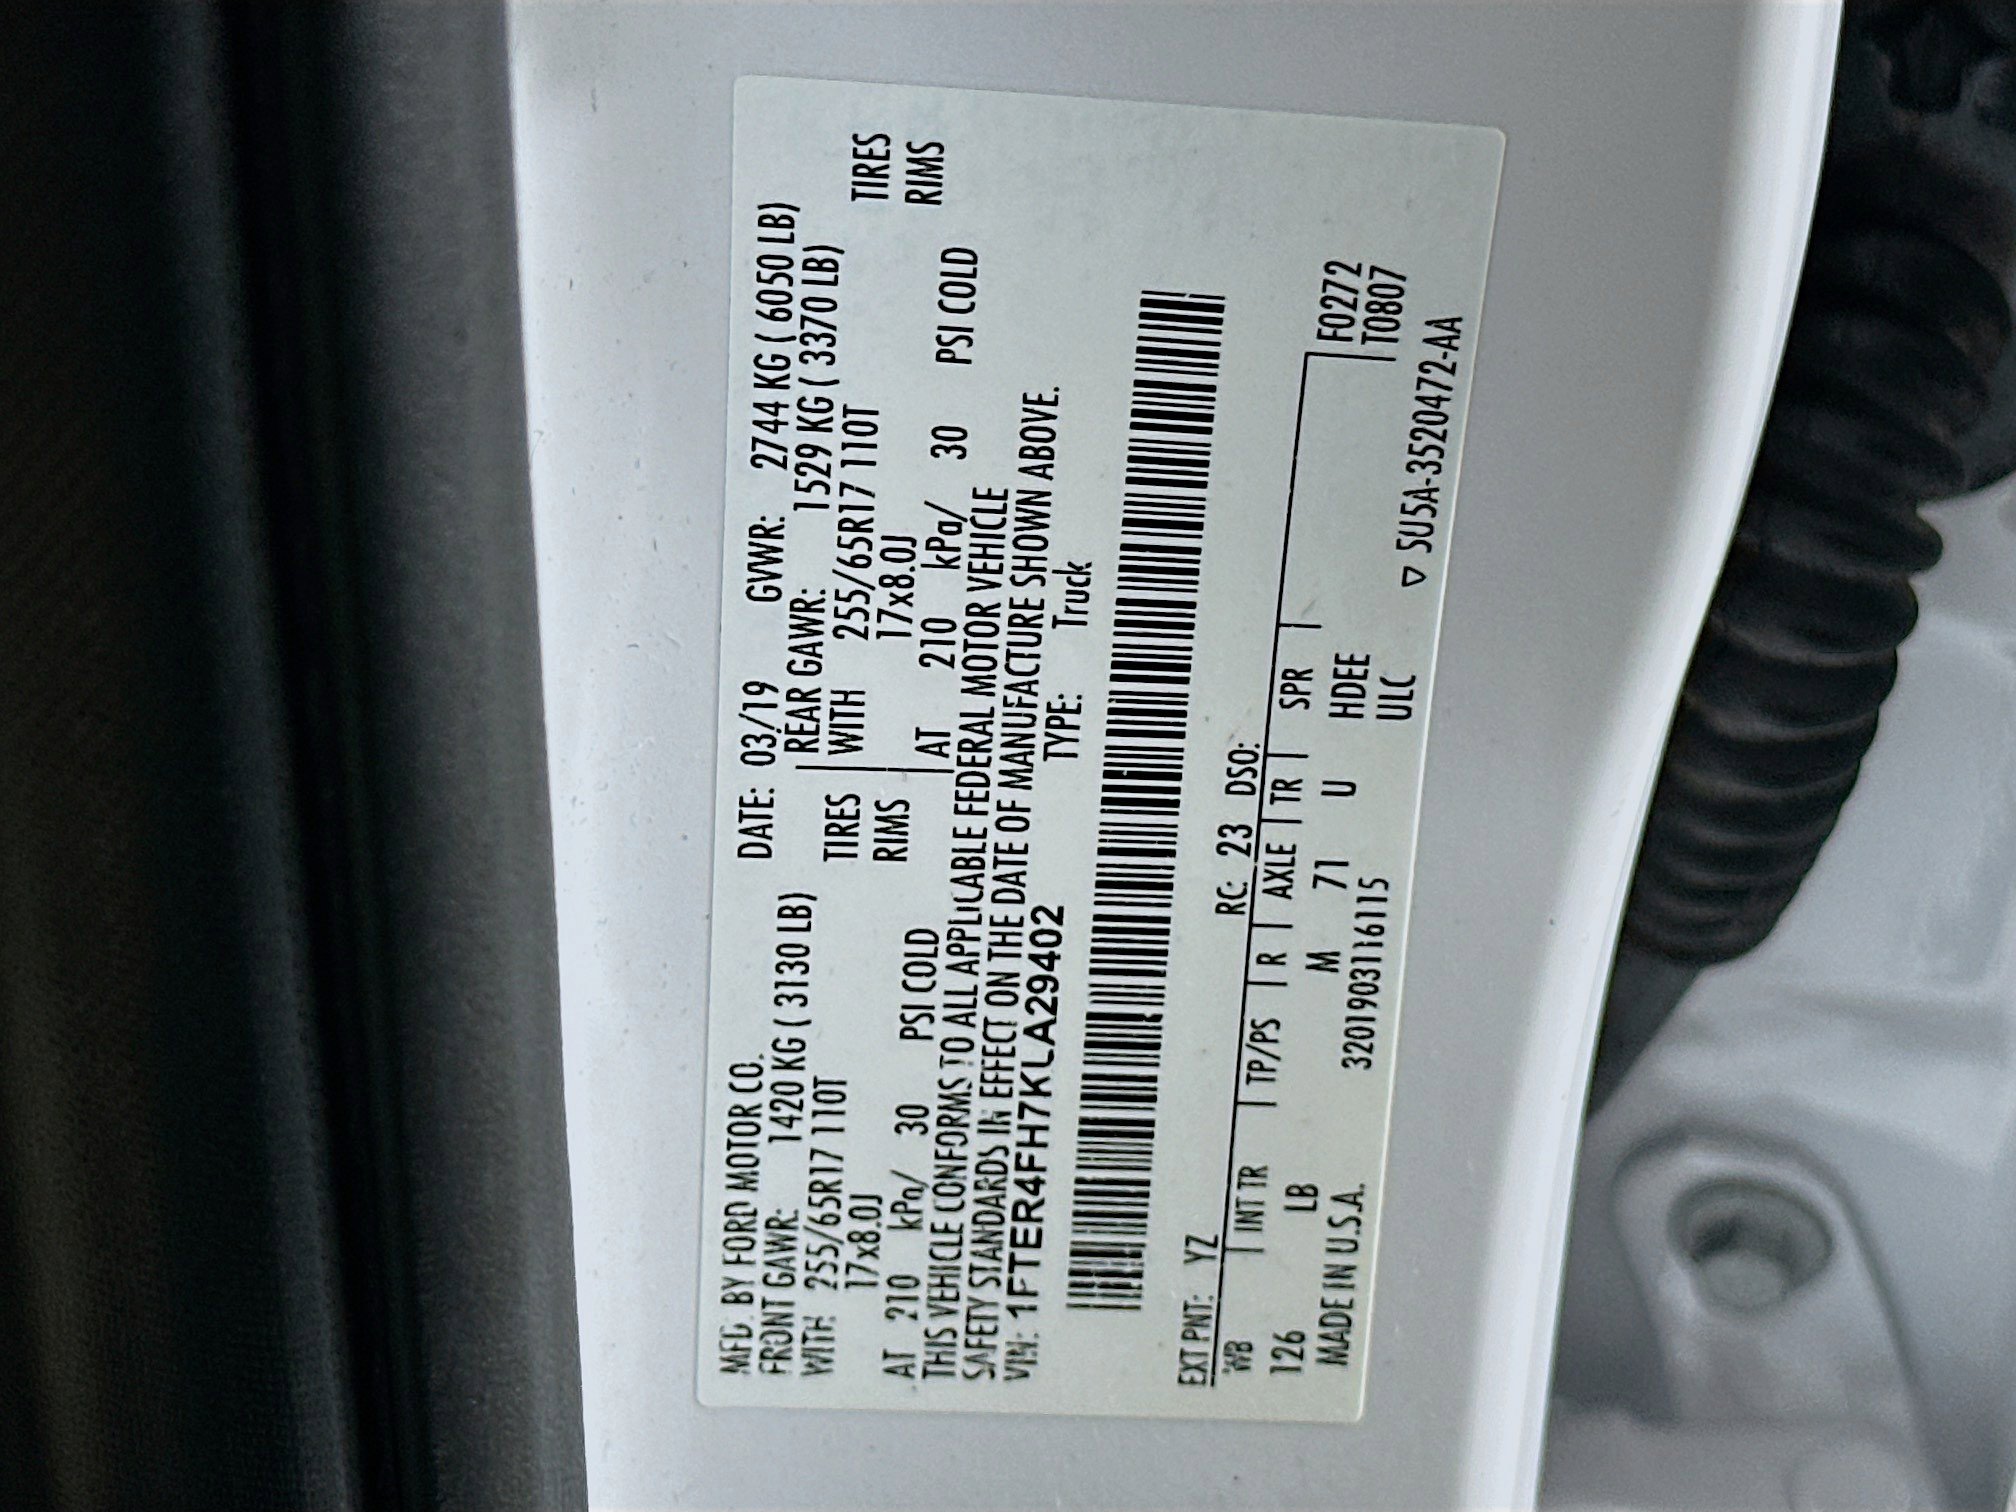 MFD. BY FORD MOTOR CO. DATE: 03/19 GVWR: 2744 KG ( 6050 LB)
FRONT GAWR: 1420 KG ( 3130 LB) REAR GAWR: 1529 KG ( 3370 LB)
WITH 255/65R17 110T TIRES WITH 255/65R17 110T TIRES
17x8.0J RIMS 17x8.0J RIMS
AT 210 kPa/ 30 PSI COLD AT 210 kPa/ 30 PSI COLD
THIS VEHICLE CONFORMS TO ALL APPLICABLE FEDERAL MOTOR VEHICLE
SAFETY STANDARDS IN EFFECT ON THE DATE OF MANUFACTURE SHOWN ABOVE.
VIN: 1FTER4FH7KLA29402 TYPE: Truck
EXT PNT: YZ RC: 23 DSO:
WB INT TR TP/PS R AXLE TR SPR F0272
126 LB M 71 U HDEE T0807
MADE IN U.S.A. 3201903116115 ULC
▽ 5U5A-3520472-AA